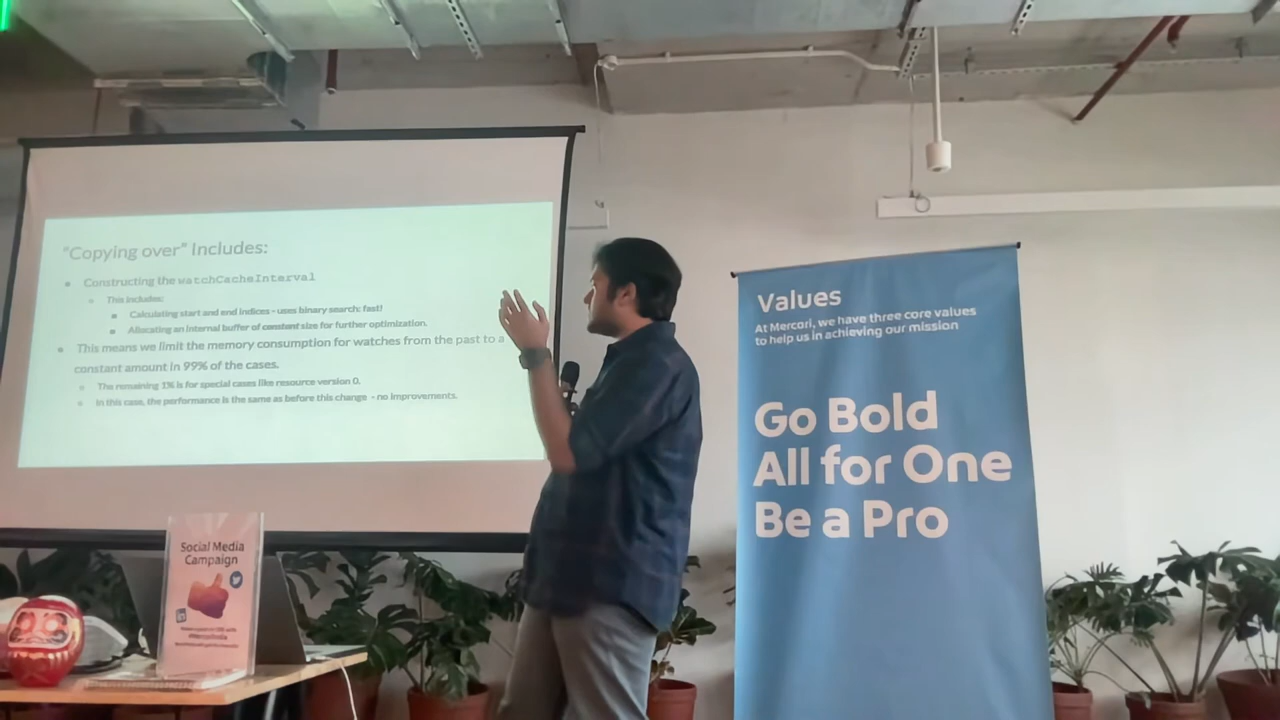 "Copying over" Includes:
Constructing the watchCacheInterval
This includes:
Calculating start and end indices - uses binary search: fast!
Allocating an internal buffer of constant size for further optimization.
This means we limit the memory consumption for watches from the past to a
constant amount in 99% of the cases.
The remaining 1% is for special cases like resource version 0.
In this case, the performance is the same as before this change - no improvements.
Values
At Mercari, we have three core values
to help us in achieving our mission
Go Bold
All for One
Be a Pro
Social Media
Campaign
in